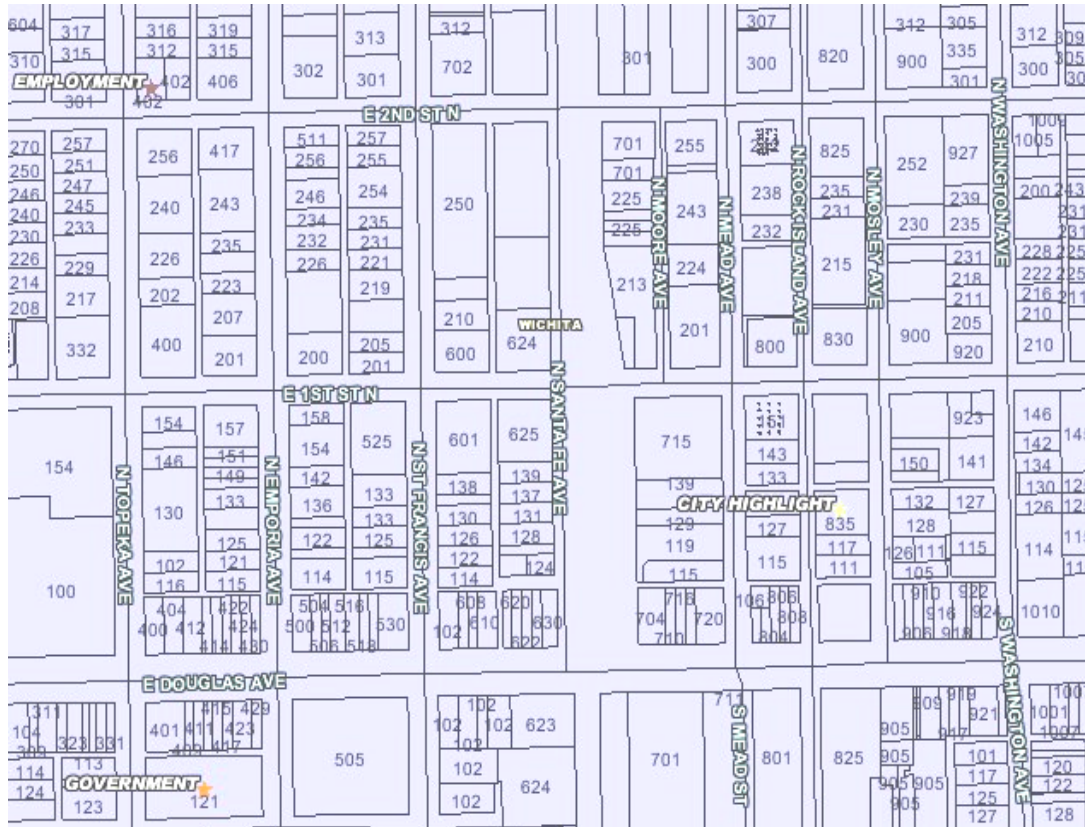 604 317 316 319 313 312 301 307 820 312 305 312 309
310 315 312 315 302 301 702 300 900 335 301 300 305
EMPLOYMENT 402 406
301 402
E 2ND ST N
N WASHINGTON AVE
270 257 256 417 511 257 250 701 255 825 252 927 1005
250 251 256 255 701
246 247 240 243 246 254 225 243 238 235 239 200 243
240 245 234 235 225 231 230 235 231
230 233 235 232 231 232 231
226 229 226 223 226 221 224 215 231 228 225
214 217 202 219 213 218 222 225
208 207 210 201 211 216 211
N MOORE AVE
N MEAD AVE
N ROCK ISLAND AVE
N MOSLEY AVE
WICHITA
332 400 201 200 205 201 600 624 800 830 900 205 920 210 210
E 1ST ST N
N SANTA FE AVE
154 154 157 158 525 601 625 715 151 923 146
146 151 154 143 142
149 142 138 139 139 133 150 141 134
130 133 136 133 137 130 128
CITY HIGHLIGHT
133 130 131 129 127 835 132 127 126
125 122 125 126 128 119 117 128
102 121 122 124 115 126 111 115 114
100 116 115 114 115 114 115 111 105
N TOPEKA AVE
N EMPORIA AVE
N ST FRANCIS AVE
404 422 504 516 608 620 716 106 806 910 922 1010
400 412 424 500 512 530 102 610 630 704 720 808 916 924
414 430 506 518 622 710 804 906 918
E DOUGLAS AVE
S WASHINGTON AVE
311 415 429 102 711 909 919 1001
104 401 411 423 102 102 623 905 921 1007
323 331 409 417 102 917
114 113 505 102 701 801 825 905 101 120
GOVERNMENT
124 123 121 102 624 905 905 117 122
905 125 127 128
S MEAD ST